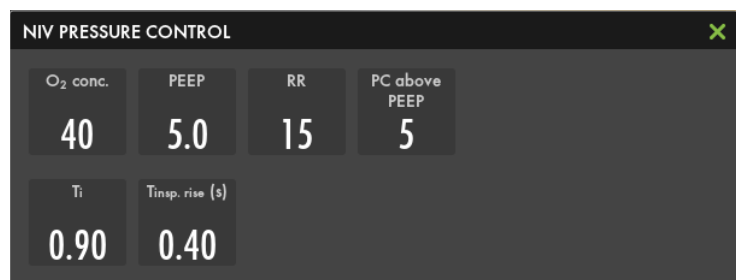 NIV PRESSURE CONTROL
O₂ conc. PEEP RR PC above
PEEP
40 5.0 15 5
Ti Tinsp. rise (s)
0.90 0.40